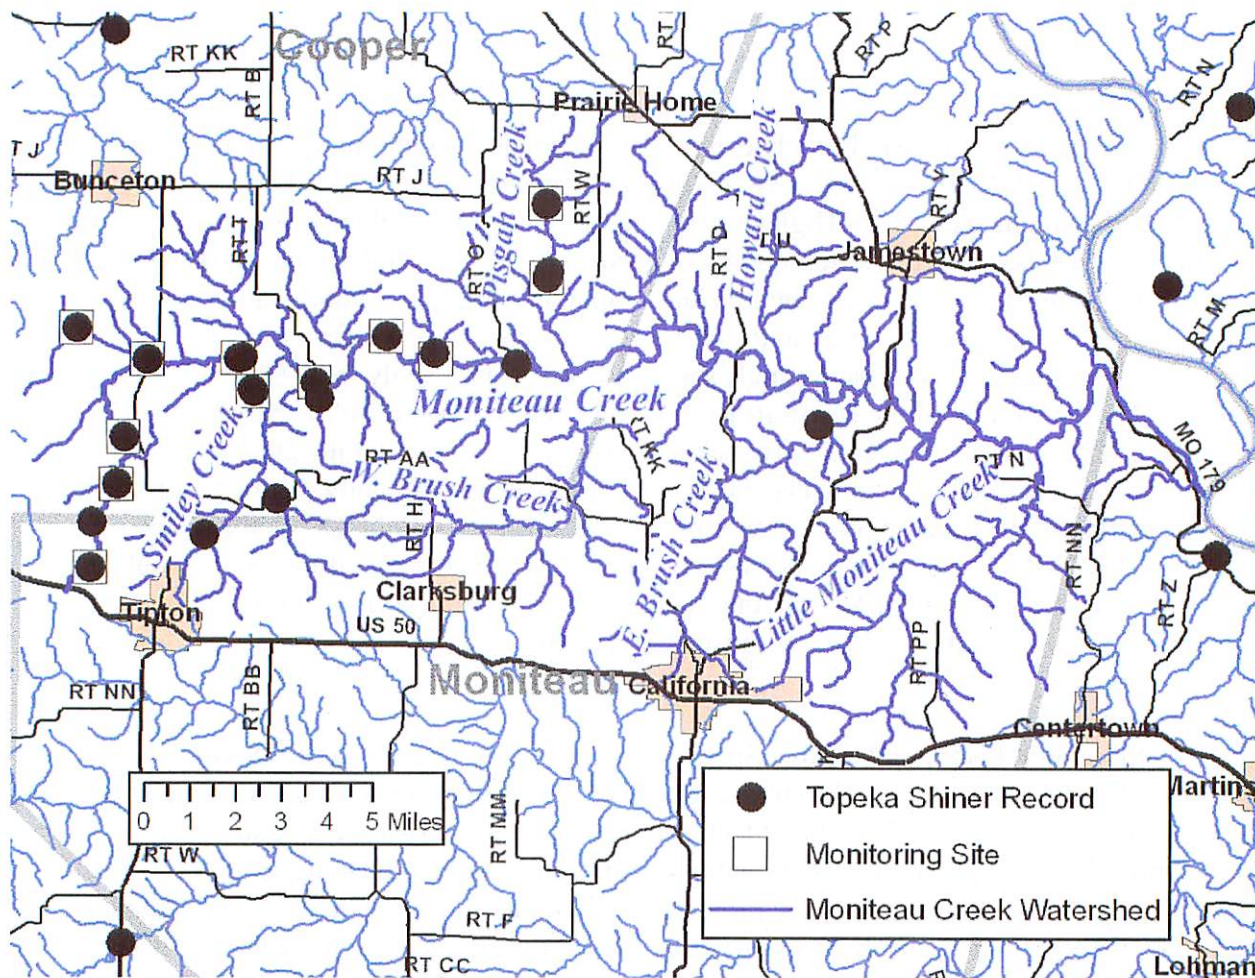 Cooper
RT KK
RT B
RT P
RT N
Prairie Home
RT J
Bunceton
RT J
RT W
RT T
RT O
Pisgah Creek
Howard Creek
RT D
RT U
RT Y
Jamestown
RT M
Moniteau Creek
RT KK
RT AA
W. Brush Creek
Smiley Creek
RT H
E. Brush Creek
Little Moniteau Creek
RT N
MO 179
RT NN
RT Z
Clarksburg
Tipton
US 50
Moniteau
California
RT PP
RT NN
RT BB
Centertown
Martins
0 1 2 3 4 5 Miles
RT MM
RT W
RT F
RT CC
Topeka Shiner Record
Monitoring Site
Moniteau Creek Watershed
Lohman